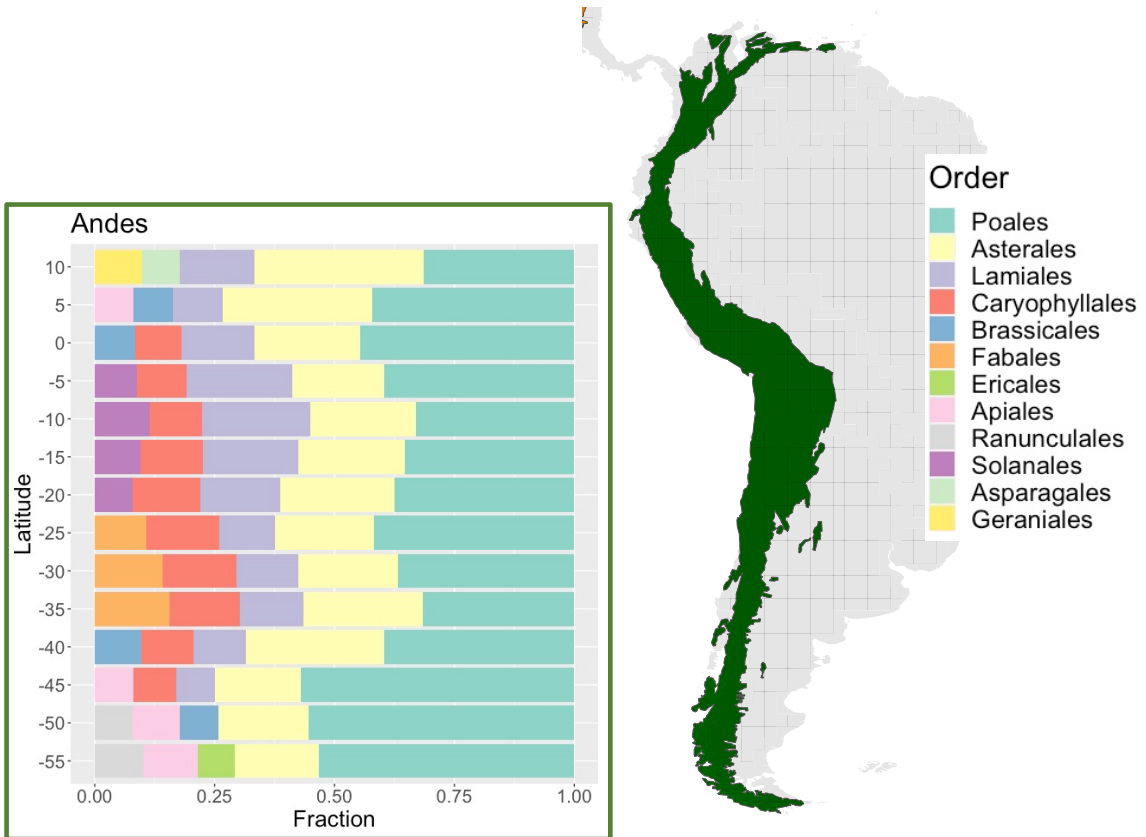 Andes
10
5
0
-5
-10
-15
-20
-25
-30
-35
-40
-45
-50
-55
Latitude
0.00 0.25 0.50 0.75 1.00
Fraction
Order
Poales
Asterales
Lamiales
Caryophyllales
Brassicales
Fabales
Ericales
Apiales
Ranunculales
Solanales
Asparagales
Geraniales